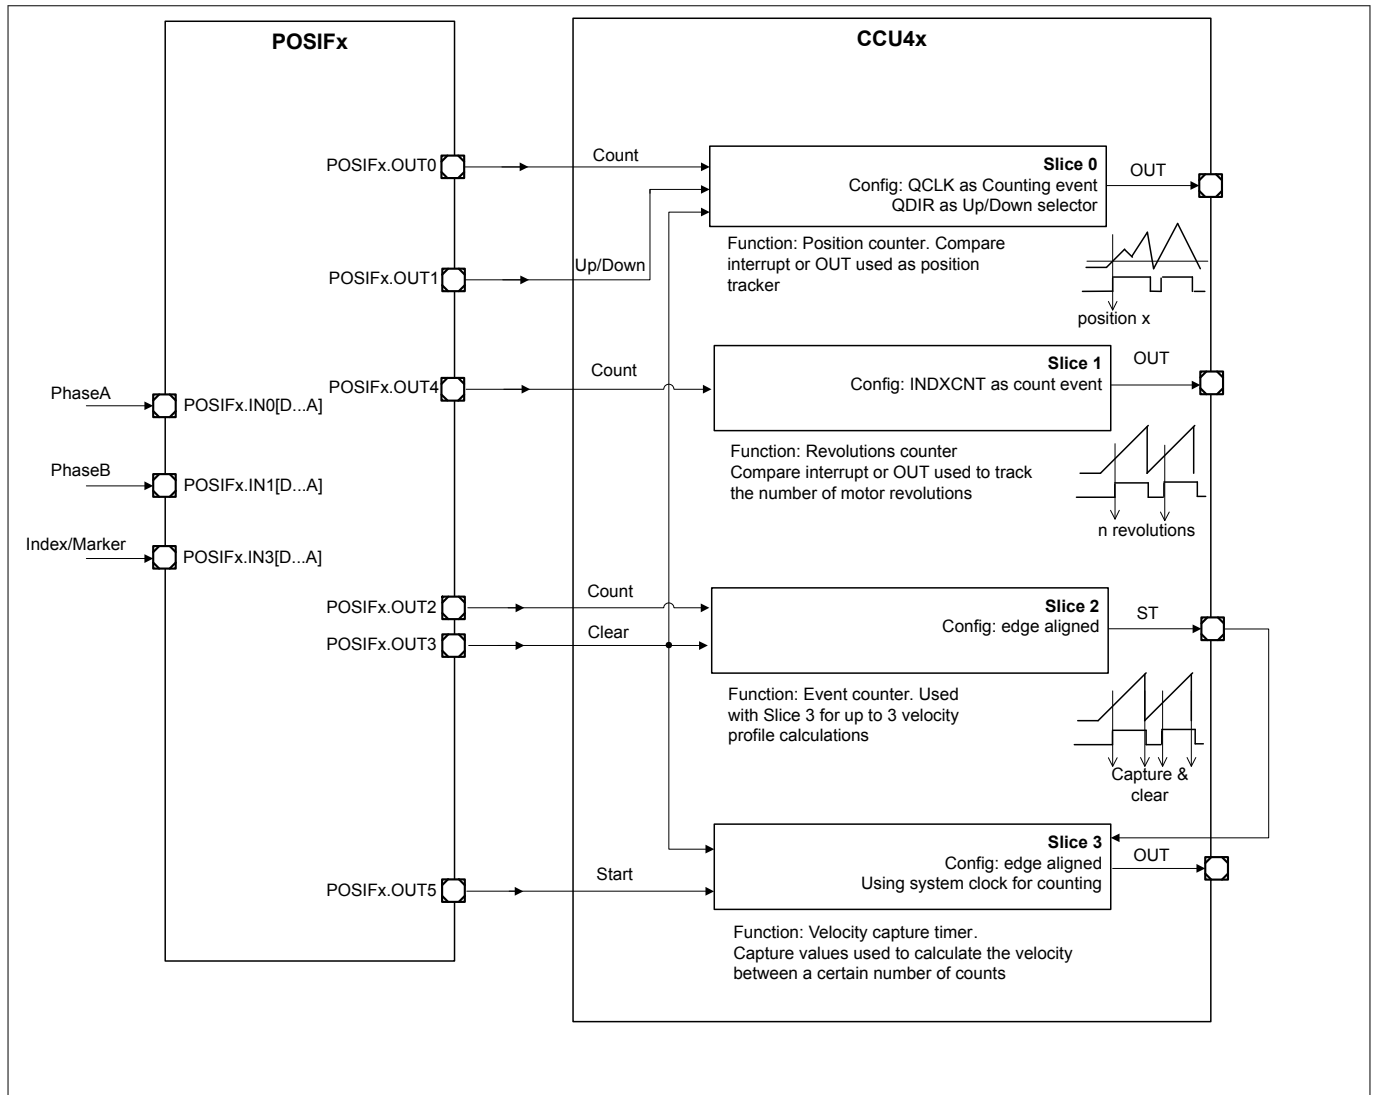 POSIFx
CCU4x
POSIFx.OUT0
Count
Slice 0
Config: QCLK as Counting event
QDIR as Up/Down selector
OUT
Function: Position counter. Compare
interrupt or OUT used as position
tracker
POSIFx.OUT1
Up/Down
position x
POSIFx.OUT4
Count
Slice 1
Config: INDXCNT as count event
OUT
PhaseA
POSIFx.IN0[D...A]
Function: Revolutions counter
Compare interrupt or OUT used to track
the number of motor revolutions
PhaseB
POSIFx.IN1[D...A]
n revolutions
Index/Marker
POSIFx.IN3[D...A]
POSIFx.OUT2
Count
Slice 2
Config: edge aligned
ST
POSIFx.OUT3
Clear
Function: Event counter. Used
with Slice 3 for up to 3 velocity
profile calculations
Capture &
clear
Slice 3
Config: edge aligned
Using system clock for counting
OUT
POSIFx.OUT5
Start
Function: Velocity capture timer.
Capture values used to calculate the velocity
between a certain number of counts